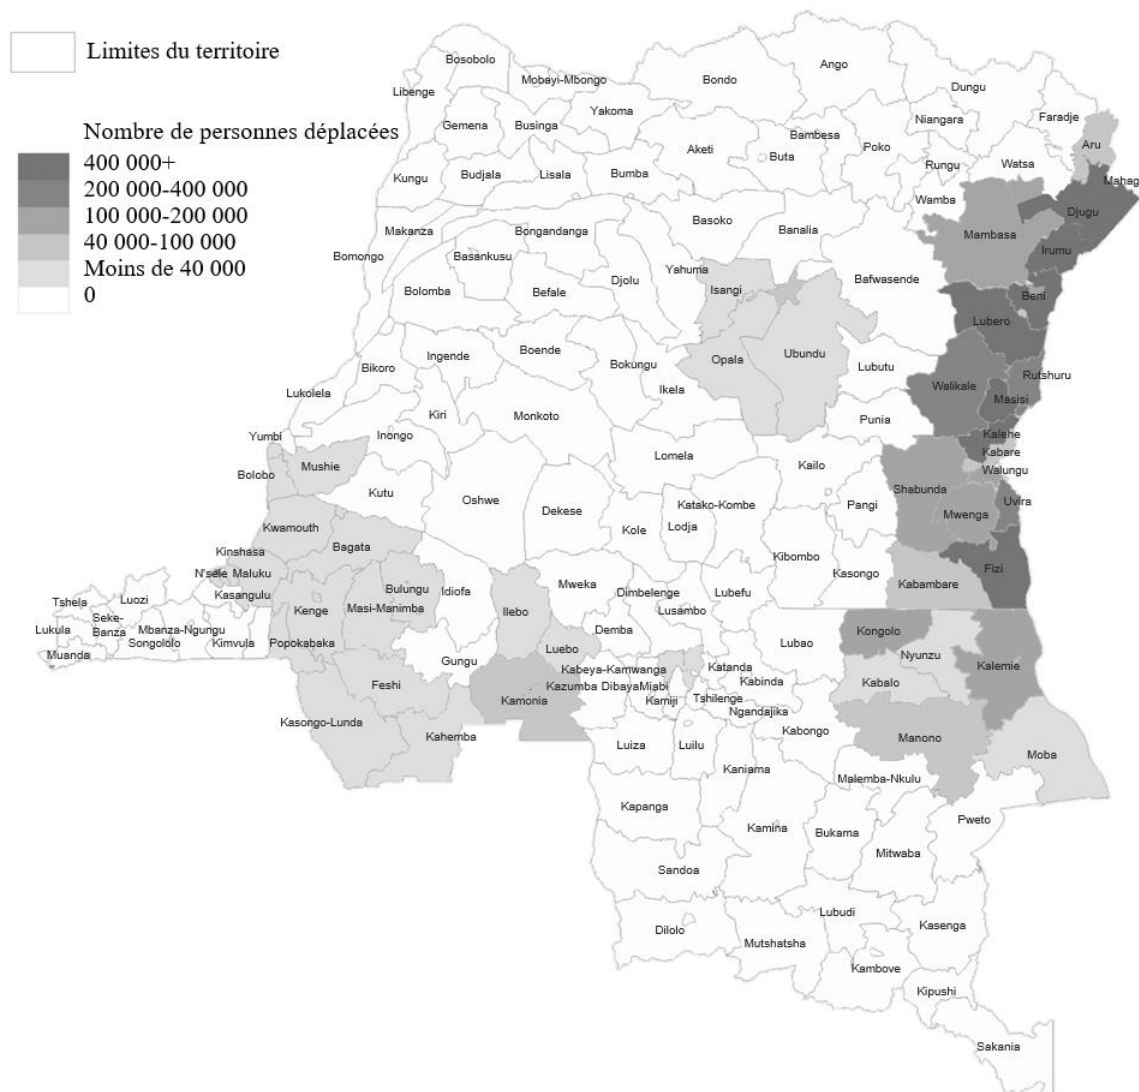 Limites du territoire
Nombre de personnes déplacées
400 000+
200 000-400 000
100 000-200 000
40 000-100 000
Moins de 40 000
0
Bosobolo
Mobayi-Mbongo
Bondo
Ango
Dungu
Libenge
Yakoma
Faradje
Gemena
Businga
Niangara
Bambesa
Aru
Aketi
Buta
Poko
Rungu
Watsa
Kungu
Budjala
Lisala
Bumba
Mahag
Wamba
Djugu
Makanza
Bongandanga
Basoko
Banalia
Mambasa
Bomongo
Basankusu
Yahuma
Irumu
Bolomba
Befale
Djolu
Isangi
Bafwasende
Beni
Lubero
Ingende
Boende
Bokungu
Opala
Ubundu
Bikoro
Lubutu
Rutshuru
Lukolela
Ikela
Walikale
Masisi
Kiri
Monkoto
Punia
Yumbi
Inongo
Kalehe
Kabare
Bolobo
Mushie
Lomela
Kailo
Walungu
Kutu
Oshwe
Dekese
Katako-Kombe
Pangi
Shabunda
Uvira
Kwamouth
Kole
Lodja
Mwenga
Kinshasa
Bagata
Kibombo
N'sele
Maluku
Kasongo
Fizi
Kasangulu
Bulungu
Idiofa
Mweka
Dimbelenge
Lubefu
Kabambare
Tshela
Luozi
Kenge
Masi-Manimba
Ilebo
Lusambo
Lukula
Seke-Banza
Mbanza-Ngungu
Songololo
Kimvula
Popokabaka
Demba
Kongolo
Muanda
Luebo
Lubao
Nyunzu
Kalemie
Gungu
Kabeya-Kamwanga
Katanda
Kabinda
Kabalo
Feshi
Kamonia
Kazumba
Dibaya
Miabi
Kamiji
Tshilenge
Ngandajika
Kasongo-Lunda
Kahemba
Kabongo
Manono
Luiza
Luilu
Moba
Kaniama
Malemba-Nkulu
Kapanga
Kamina
Bukama
Pweto
Mitwaba
Sandoa
Lubudi
Kasenga
Dilolo
Mutshatsha
Kambove
Kipushi
Sakania